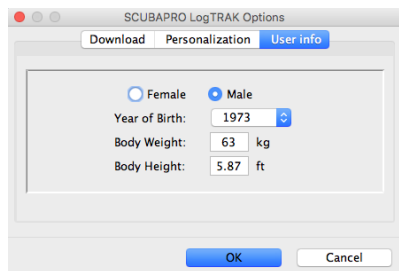 SCUBAPRO LogTRAK Options
Download Personalization User info
Female Male
Year of Birth: 1973
Body Weight: 63 kg
Body Height: 5.87 ft
OK Cancel